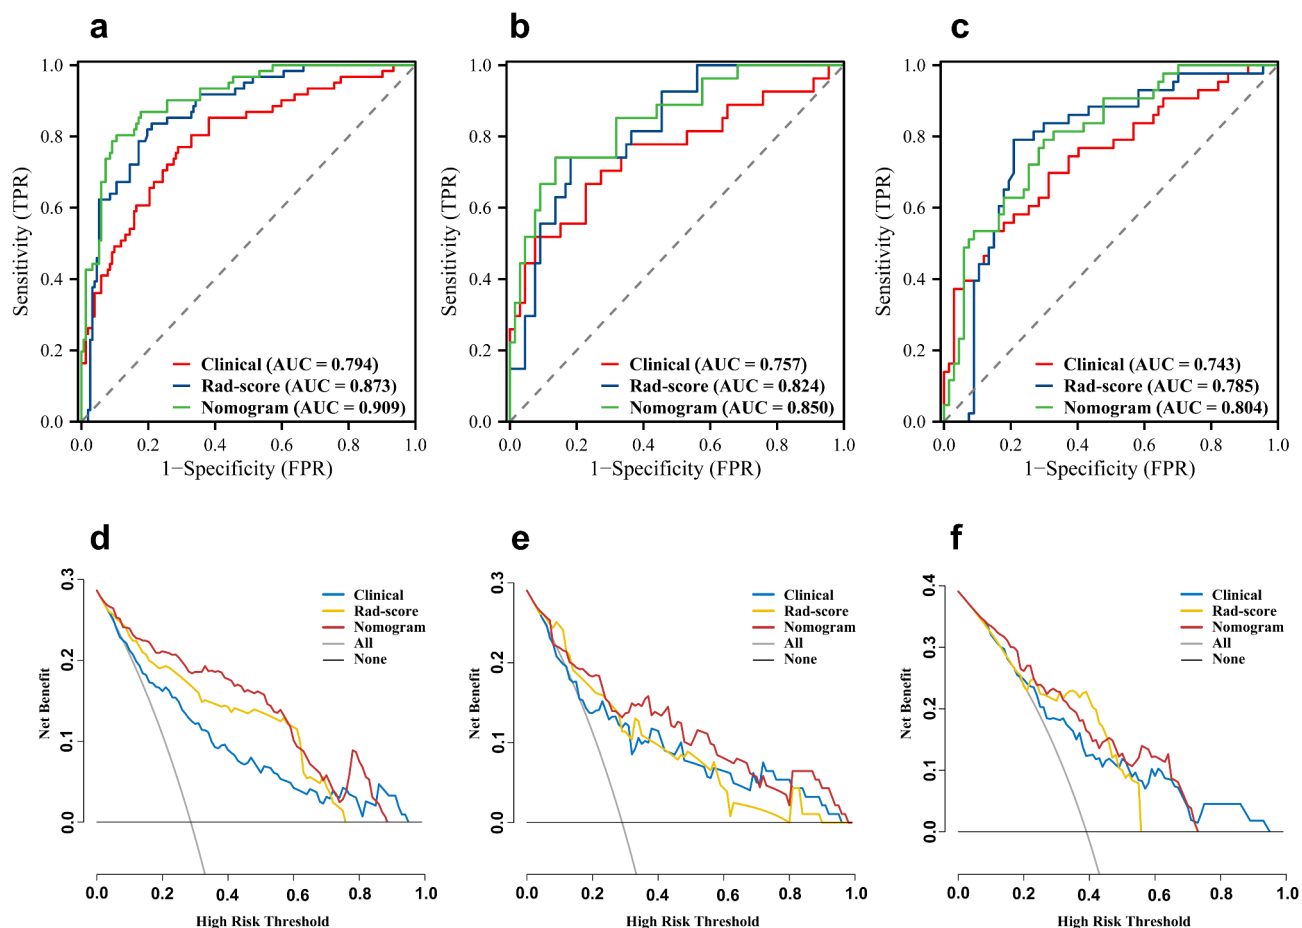 a
b
c
1.0
0.8
0.6
0.4
0.2
0.0
Sensitivity (TPR)
Clinical (AUC = 0.794)
Rad-score (AUC = 0.873)
Nomogram (AUC = 0.909)
0.0 0.2 0.4 0.6 0.8 1.0
1−Specificity (FPR)
1.0
0.8
0.6
0.4
0.2
0.0
Sensitivity (TPR)
Clinical (AUC = 0.757)
Rad-score (AUC = 0.824)
Nomogram (AUC = 0.850)
0.0 0.2 0.4 0.6 0.8 1.0
1−Specificity (FPR)
1.0
0.8
0.6
0.4
0.2
0.0
Sensitivity (TPR)
Clinical (AUC = 0.743)
Rad-score (AUC = 0.785)
Nomogram (AUC = 0.804)
0.0 0.2 0.4 0.6 0.8 1.0
1−Specificity (FPR)
d
e
f
0.3
0.2
0.1
0.0
Net Benefit
Clinical
Rad-score
Nomogram
All
None
0.0 0.2 0.4 0.6 0.8 1.0
High Risk Threshold
0.3
0.2
0.1
0.0
Net Benefit
Clinical
Rad-score
Nomogram
All
None
0.0 0.2 0.4 0.6 0.8 1.0
High Risk Threshold
0.4
0.3
0.2
0.1
0.0
Net Benefit
Clinical
Rad-score
Nomogram
All
None
0.0 0.2 0.4 0.6 0.8 1.0
High Risk Threshold